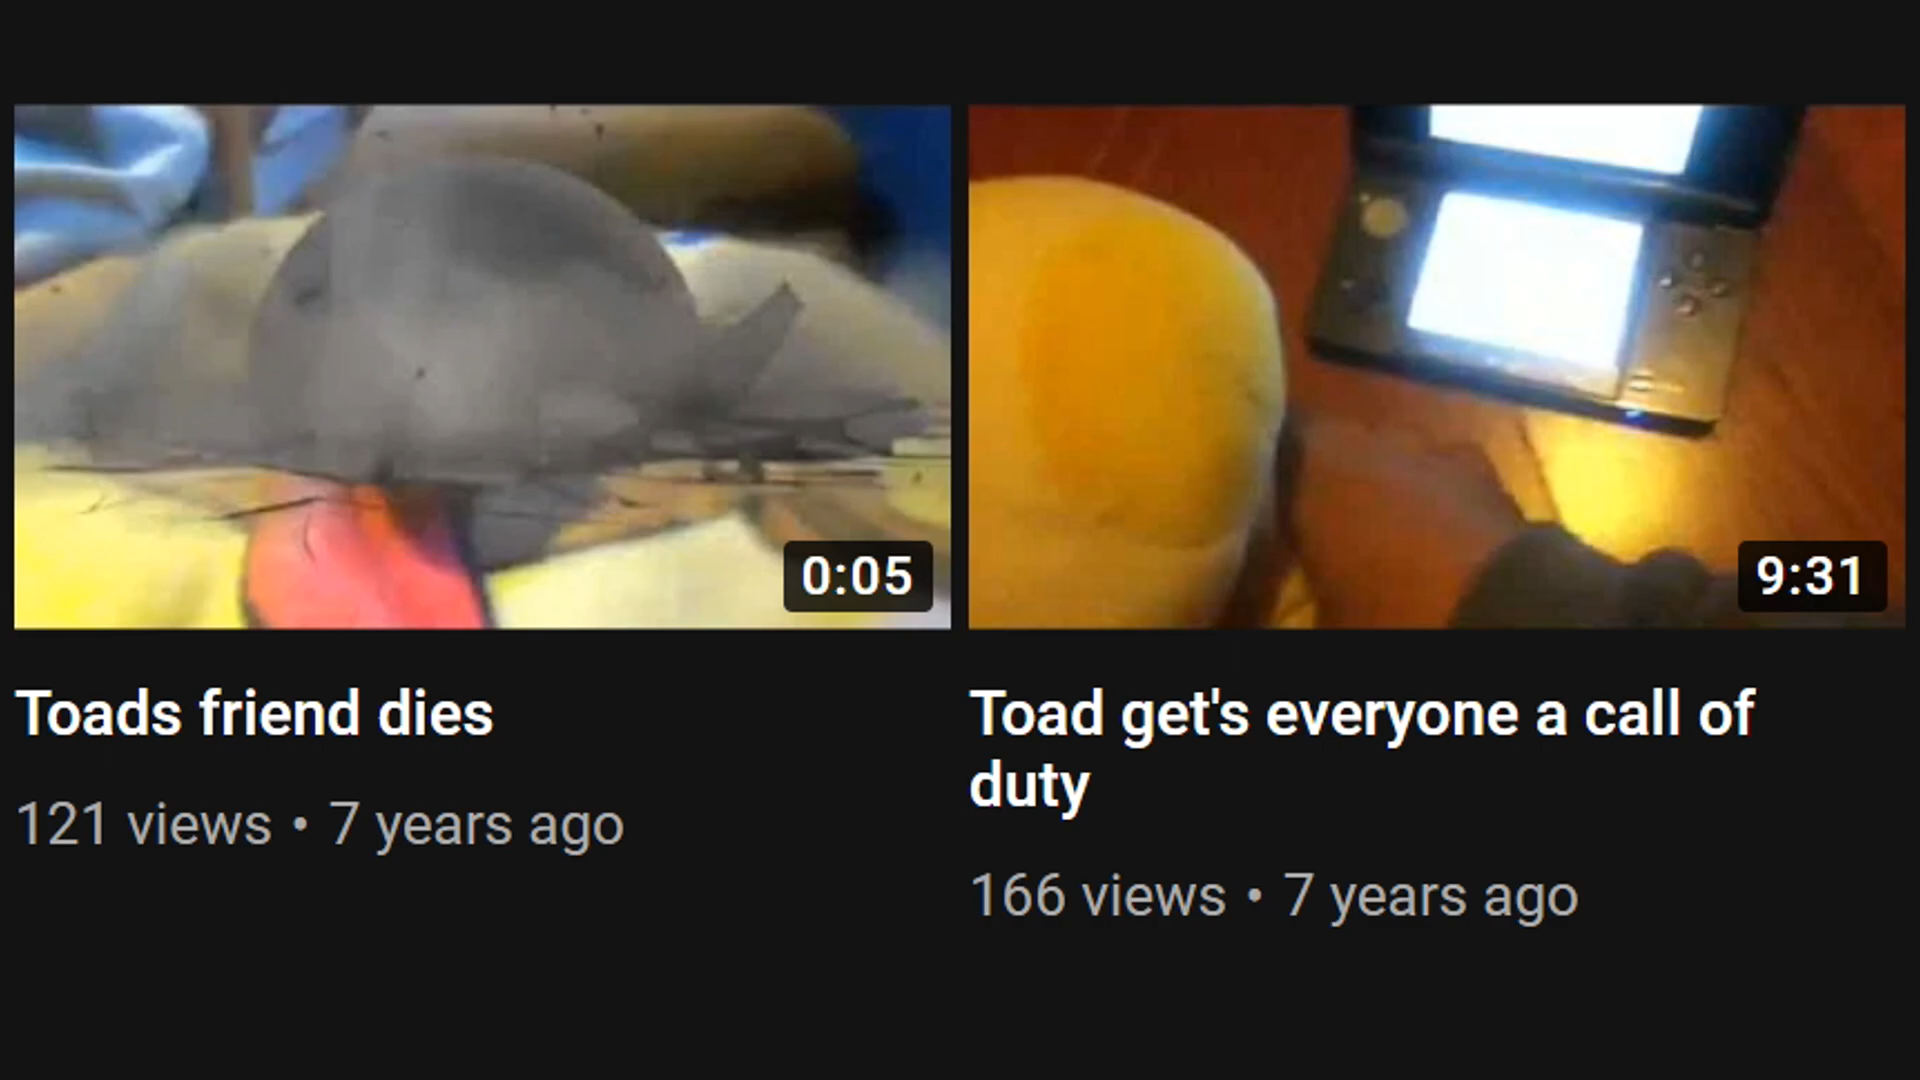 0:05
9:31
Toads friend dies
121 views • 7 years ago
Toad get's everyone a call of
duty
166 views • 7 years ago